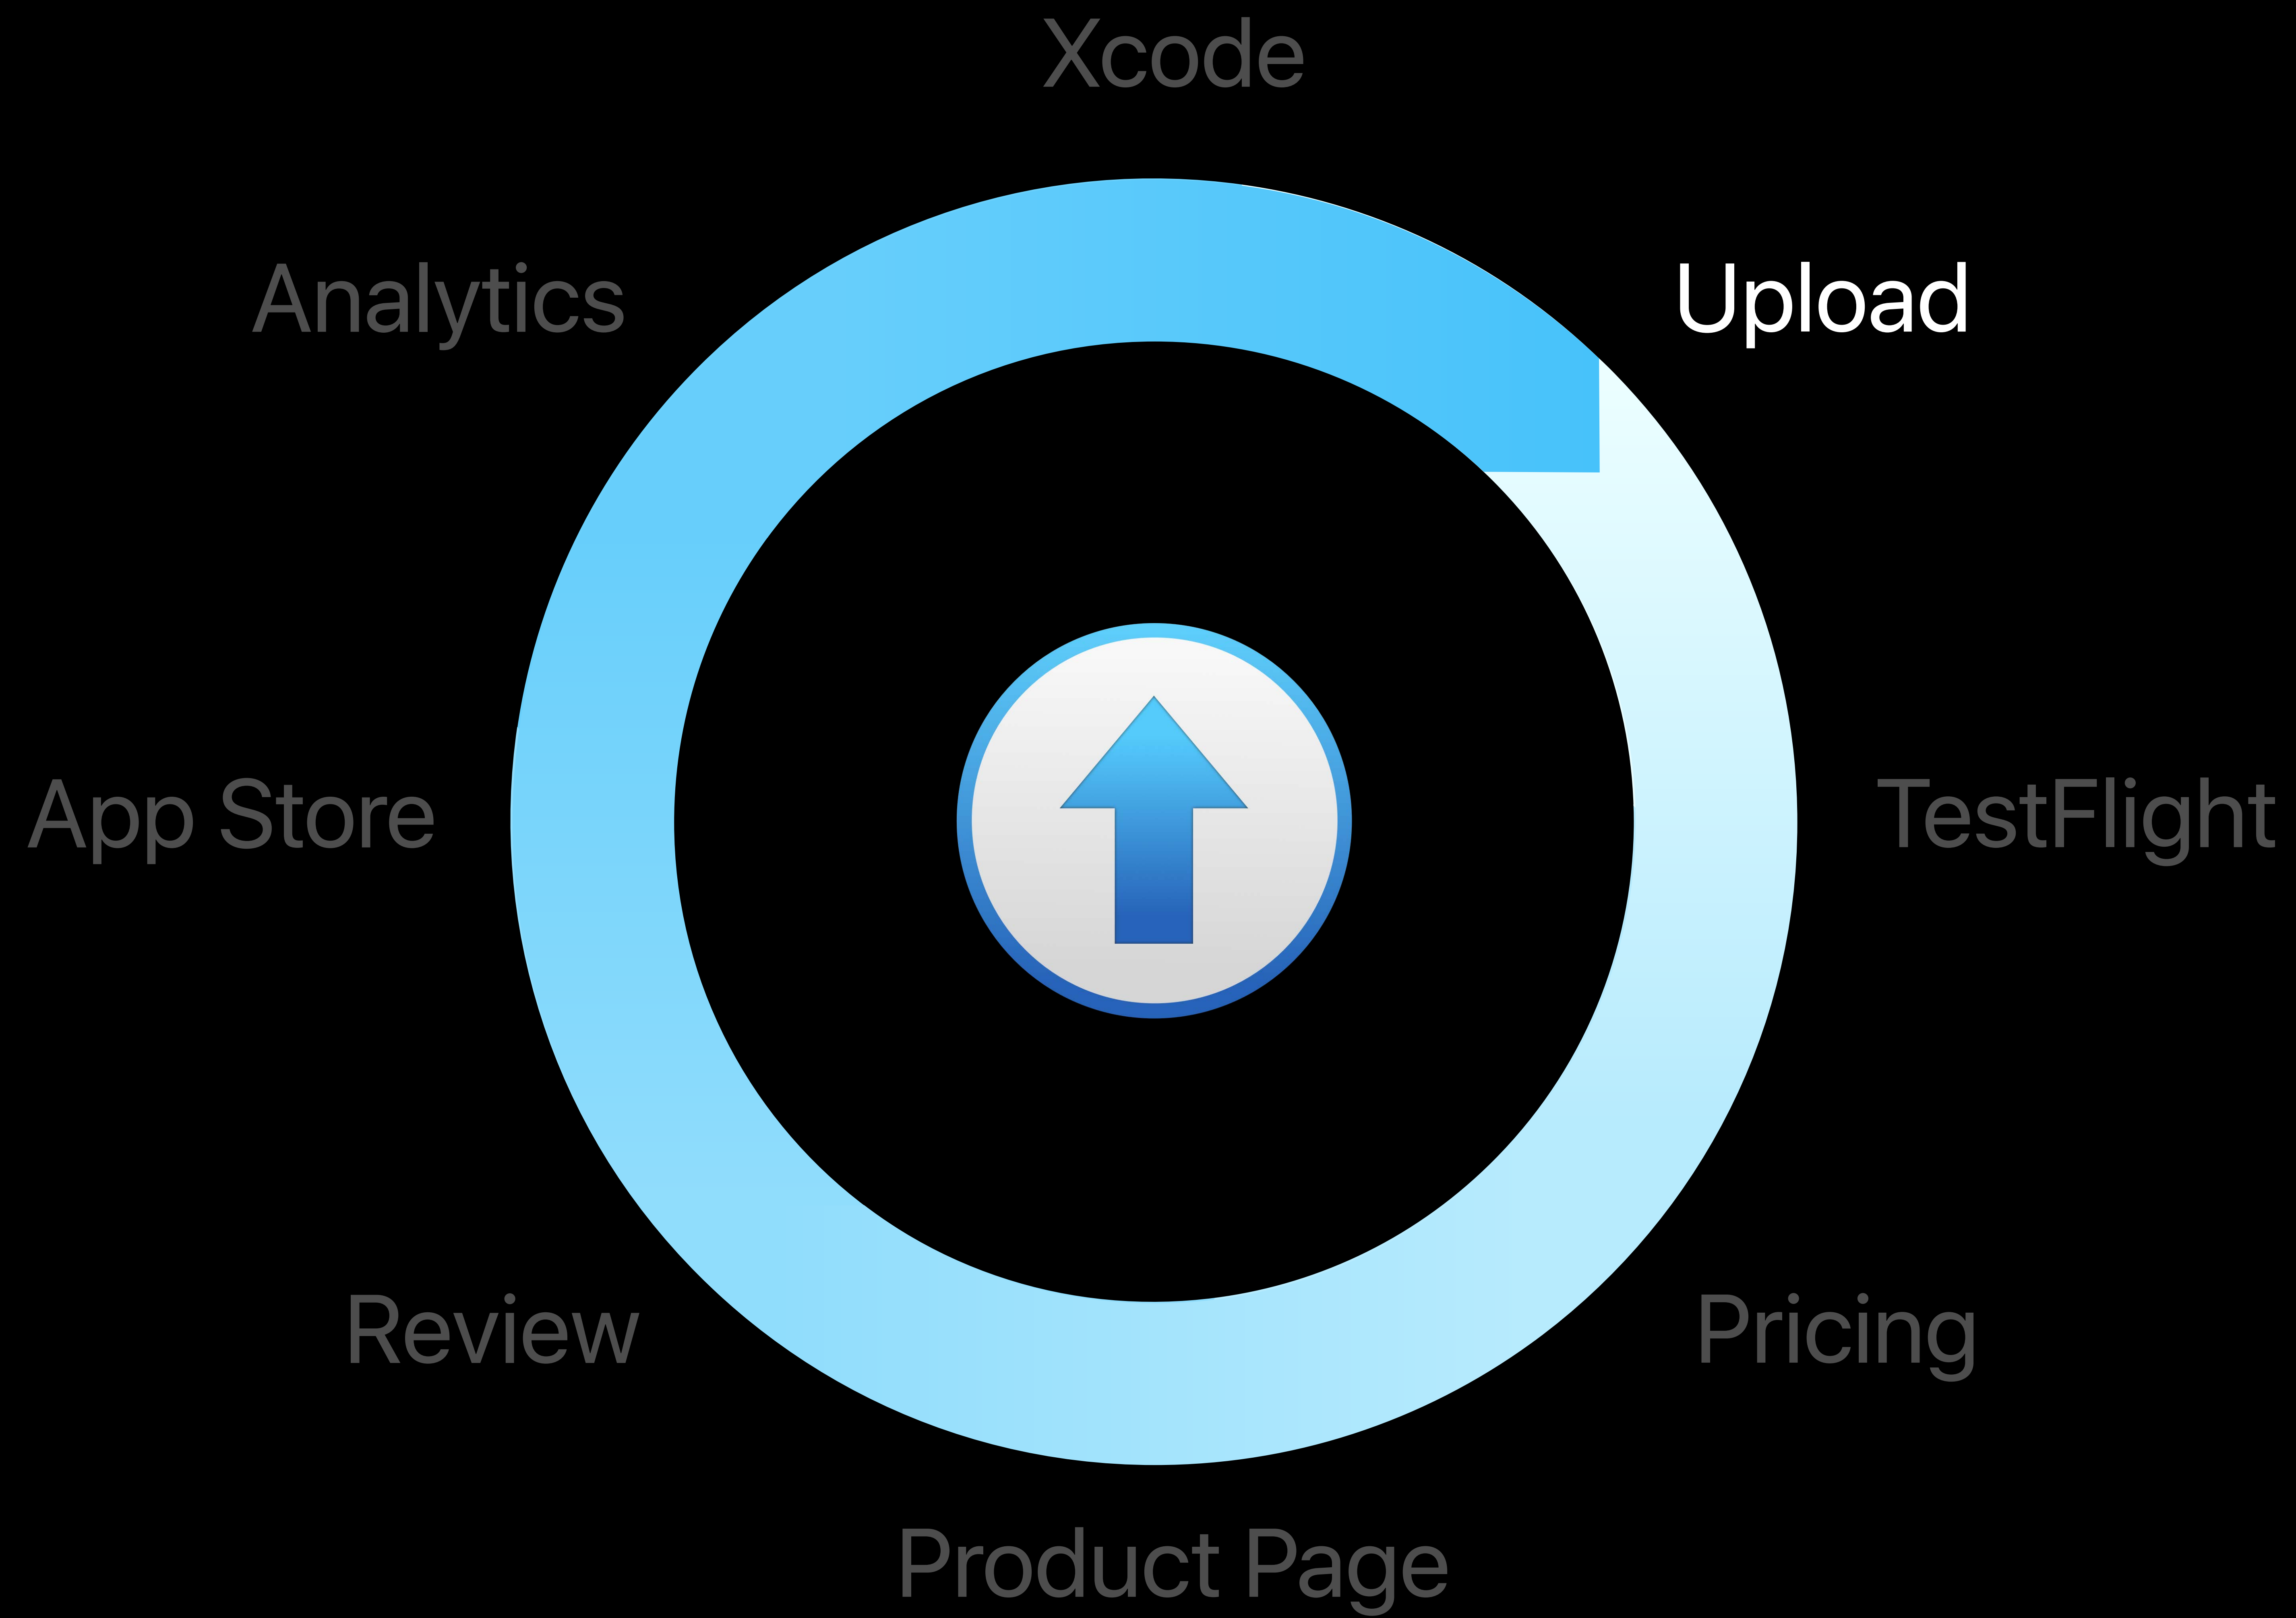 Xcode
Analytics
Upload
App Store
TestFlight
Review
Pricing
Product Page